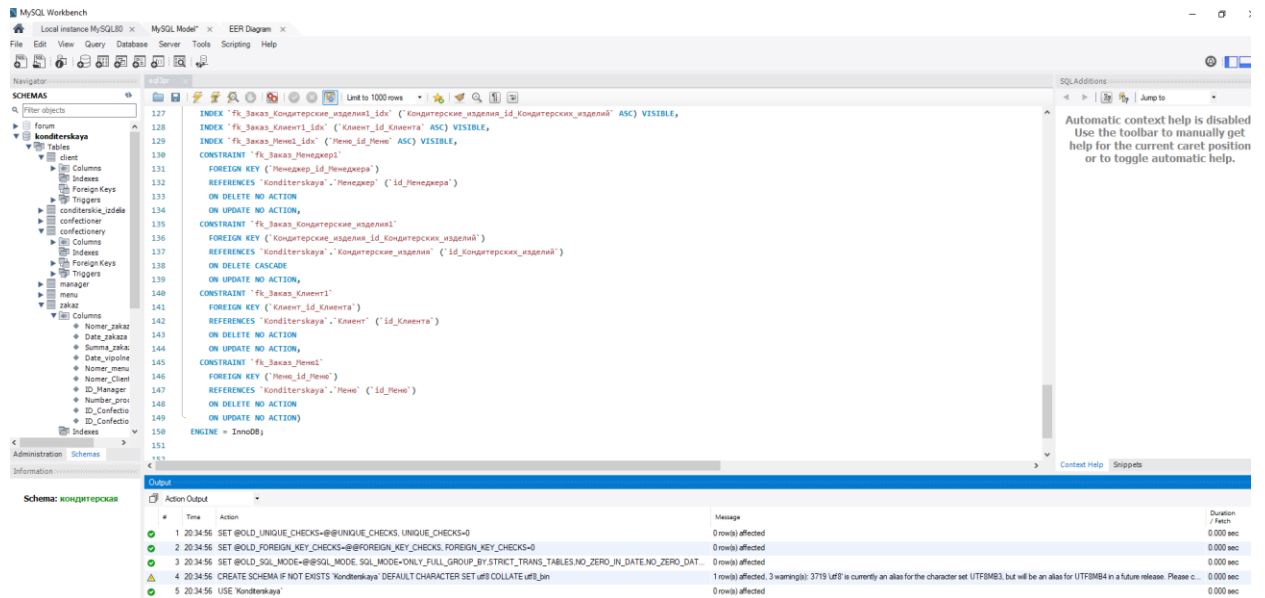 MySQL Workbench
Local instance MySQL80 × MySQL Model* × EER Diagram ×
File Edit View Query Database Server Tools Scripting Help
Navigator
SCHEMAS
Filter objects
forum
konditerskaya
Tables
client
Columns
Indexes
Foreign Keys
Triggers
conditerskie_izdelia
confectioner
confectionery
Columns
Indexes
Foreign Keys
Triggers
manager
menu
zakaz
Columns
Nomer_zakaz
Date_zakaza
Summa_zakaz
Date_vipolne
Nomer_menu
Nomer_Client
ID_Manager
Number_proc
ID_Confectio
ID_Confectio
Indexes
Administration Schemas
Information
Schema: кондитерская
Limit to 1000 rows
127 INDEX `fk_Заказ_Кондитерские_изделия1_idx` (`Кондитерские_изделия_id_Кондитерских_изделий` ASC) VISIBLE,
128 INDEX `fk_Заказ_Клиент1_idx` (`Клиент_id_Клиента` ASC) VISIBLE,
129 INDEX `fk_Заказ_Меню1_idx` (`Меню_id_Меню` ASC) VISIBLE,
130 CONSTRAINT `fk_Заказ_Менеджер1`
131 FOREIGN KEY (`Менеджер_id_Менеджера`)
132 REFERENCES `Konditerskaya`.`Менеджер` (`id_Менеджера`)
133 ON DELETE NO ACTION
134 ON UPDATE NO ACTION,
135 CONSTRAINT `fk_Заказ_Кондитерские_изделия1`
136 FOREIGN KEY (`Кондитерские_изделия_id_Кондитерских_изделий`)
137 REFERENCES `Konditerskaya`.`Кондитерские_изделия` (`id_Кондитерских_изделий`)
138 ON DELETE CASCADE
139 ON UPDATE NO ACTION,
140 CONSTRAINT `fk_Заказ_Клиент1`
141 FOREIGN KEY (`Клиент_id_Клиента`)
142 REFERENCES `Konditerskaya`.`Клиент` (`id_Клиента`)
143 ON DELETE NO ACTION
144 ON UPDATE NO ACTION,
145 CONSTRAINT `fk_Заказ_Меню1`
146 FOREIGN KEY (`Меню_id_Меню`)
147 REFERENCES `Konditerskaya`.`Меню` (`id_Меню`)
148 ON DELETE NO ACTION
149 ON UPDATE NO ACTION)
150 ENGINE = InnoDB;
151
SQLAdditions
Jump to
Automatic context help is disabled.
Use the toolbar to manually get
help for the current caret position
or to toggle automatic help.
Context Help Snippets
Output
Action Output
# Time Action Message Duration / Fetch
1 20:34:56 SET @OLD_UNIQUE_CHECKS=@@UNIQUE_CHECKS, UNIQUE_CHECKS=0 0 row(s) affected 0.000 sec
2 20:34:56 SET @OLD_FOREIGN_KEY_CHECKS=@@FOREIGN_KEY_CHECKS, FOREIGN_KEY_CHECKS=0 0 row(s) affected 0.000 sec
3 20:34:56 SET @OLD_SQL_MODE=@@SQL_MODE, SQL_MODE='ONLY_FULL_GROUP_BY,STRICT_TRANS_TABLES,NO_ZERO_IN_DATE,NO_ZERO_DAT... 0 row(s) affected 0.000 sec
4 20:34:56 CREATE SCHEMA IF NOT EXISTS `Konditerskaya` DEFAULT CHARACTER SET utf8 COLLATE utf8_bin 1 row(s) affected, 3 warning(s): 3719 'utf8' is currently an alias for the character set UTF8MB3, but will be an alias for UTF8MB4 in a future release. Please c... 0.000 sec
5 20:34:56 USE `Konditerskaya` 0 row(s) affected 0.000 sec